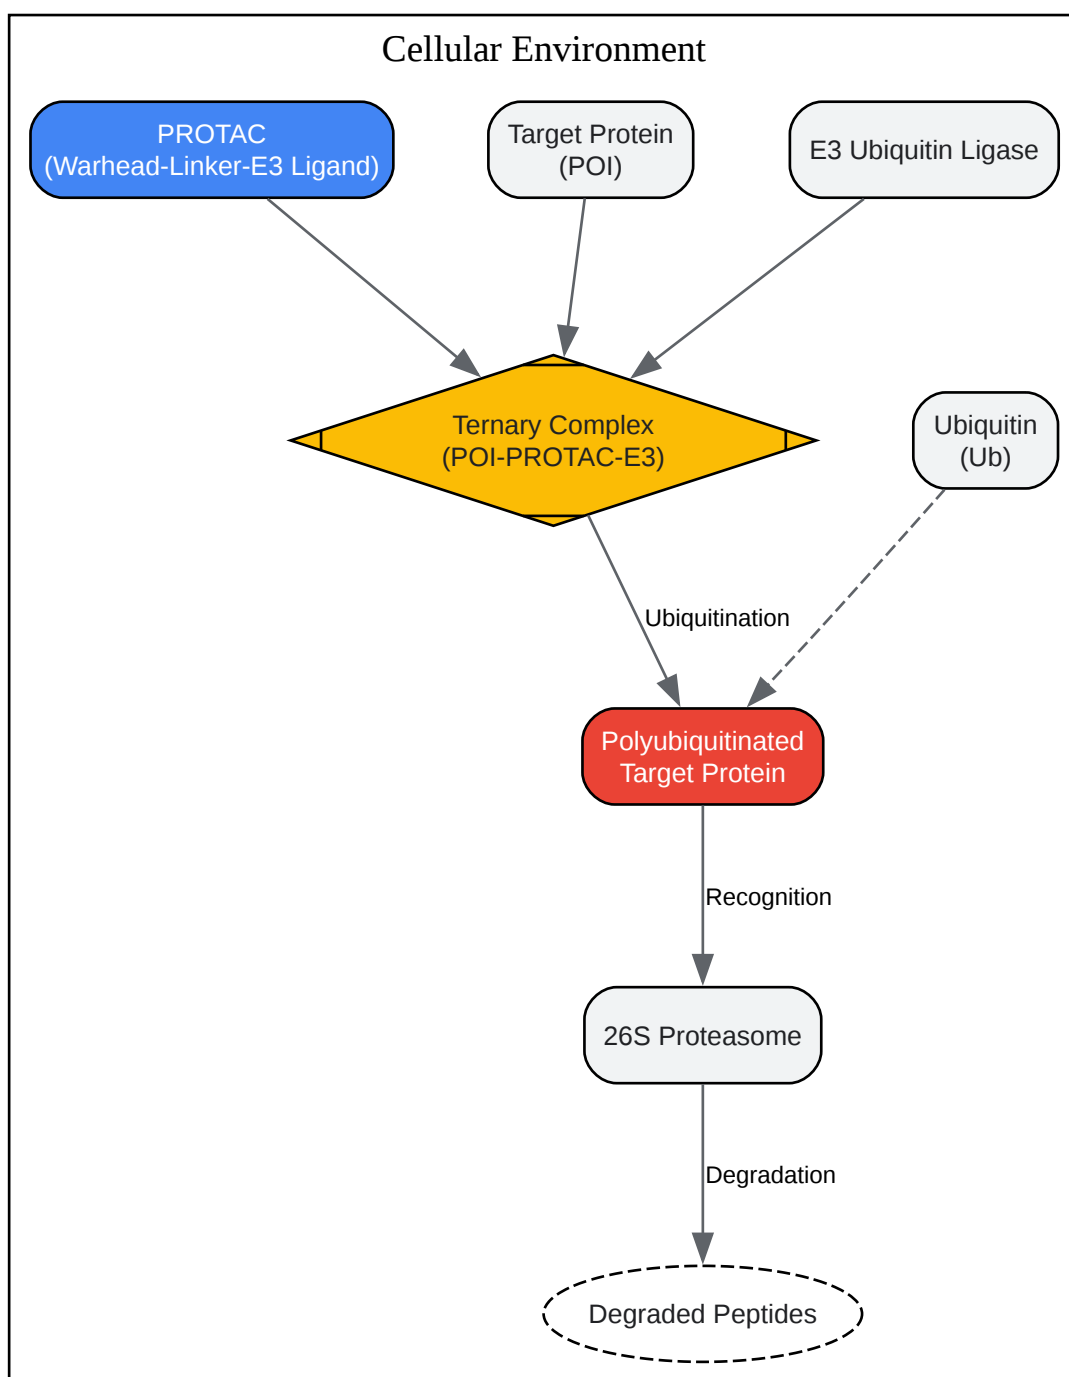 Cellular Environment
PROTAC
(Warhead-Linker-E3 Ligand)
Target Protein
(POI)
E3 Ubiquitin Ligase
Ternary Complex
(POI-PROTAC-E3)
Ubiquitin
(Ub)
Ubiquitination
Polyubiquitinated
Target Protein
Recognition
26S Proteasome
Degradation
Degraded Peptides